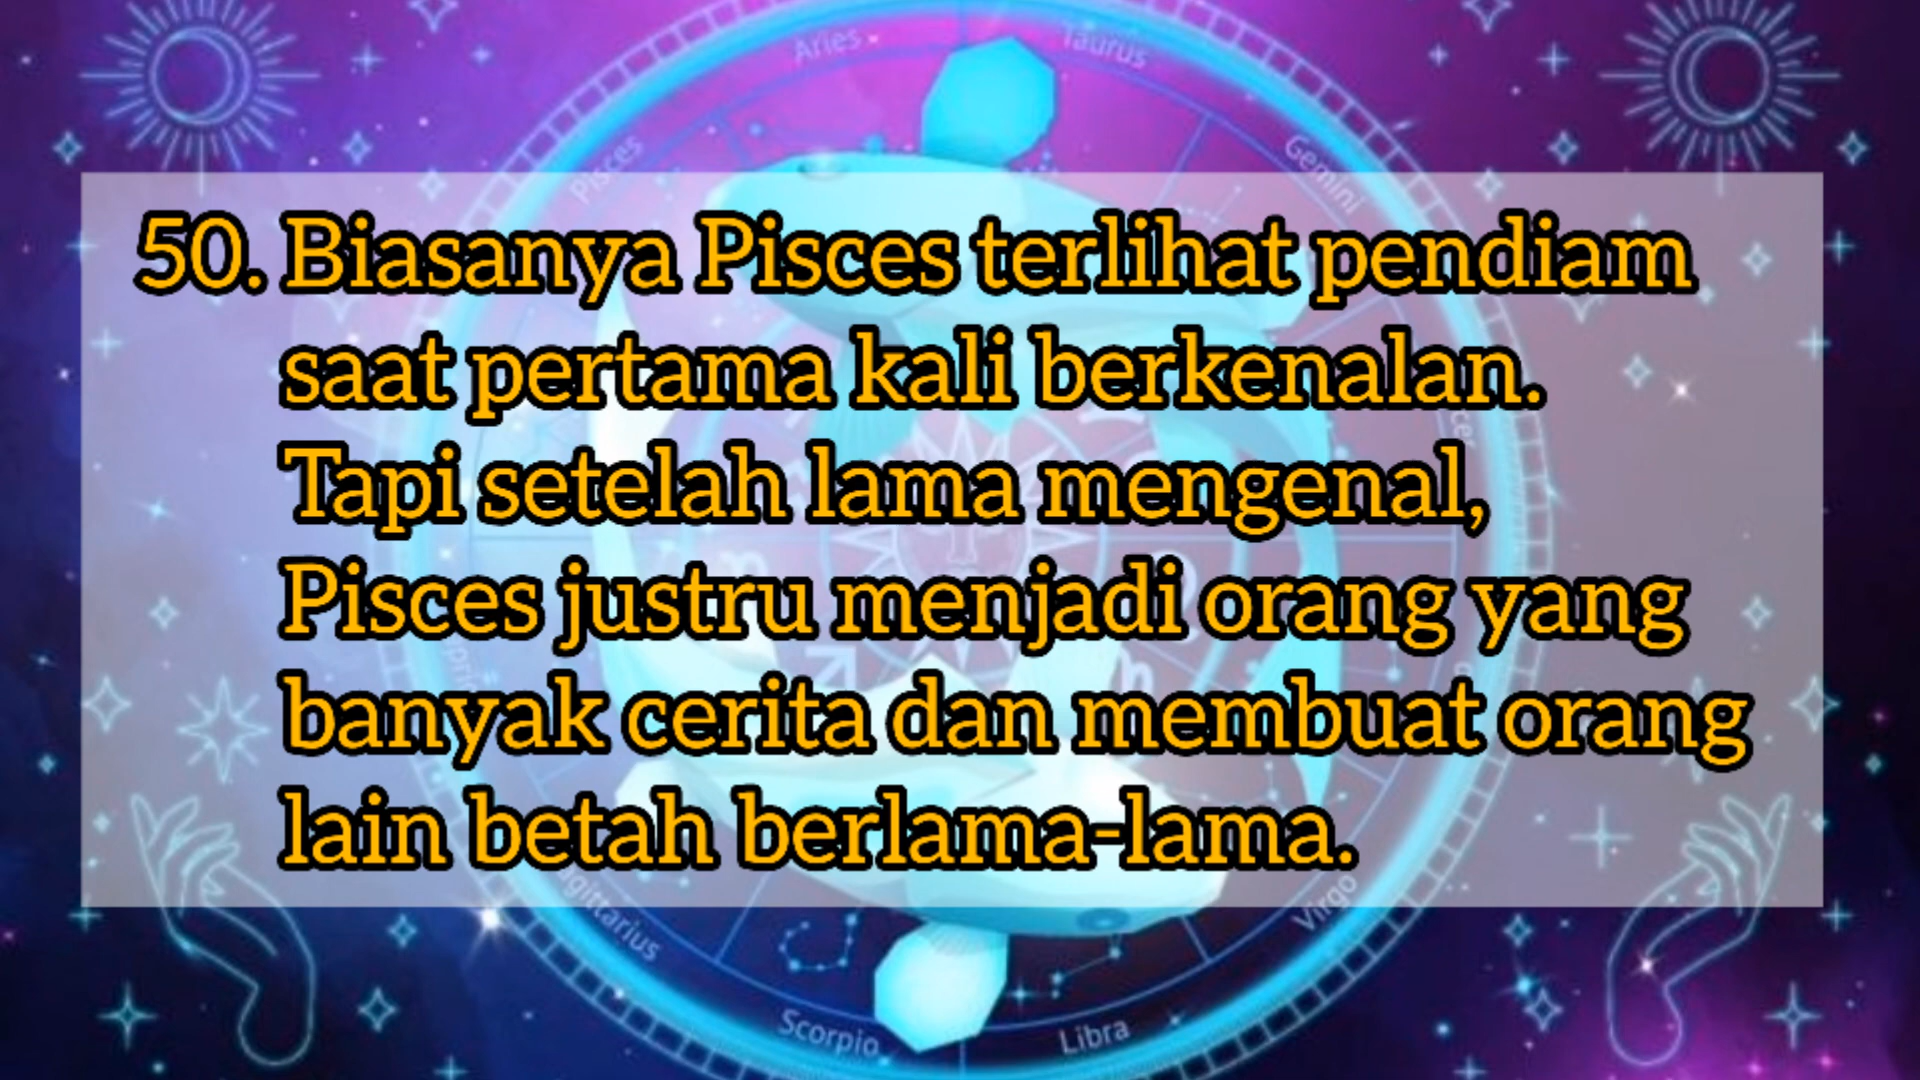 Aries
Taurus
Pisces
Gemini
50. Biasanya Pisces terlihat pendiam
saat pertama kali berkenalan.
Tapi setelah lama mengenal,
Pisces justru menjadi orang yang
banyak cerita dan membuat orang
lain betah berlama-lama.
Virgo
Scorpio
Libra